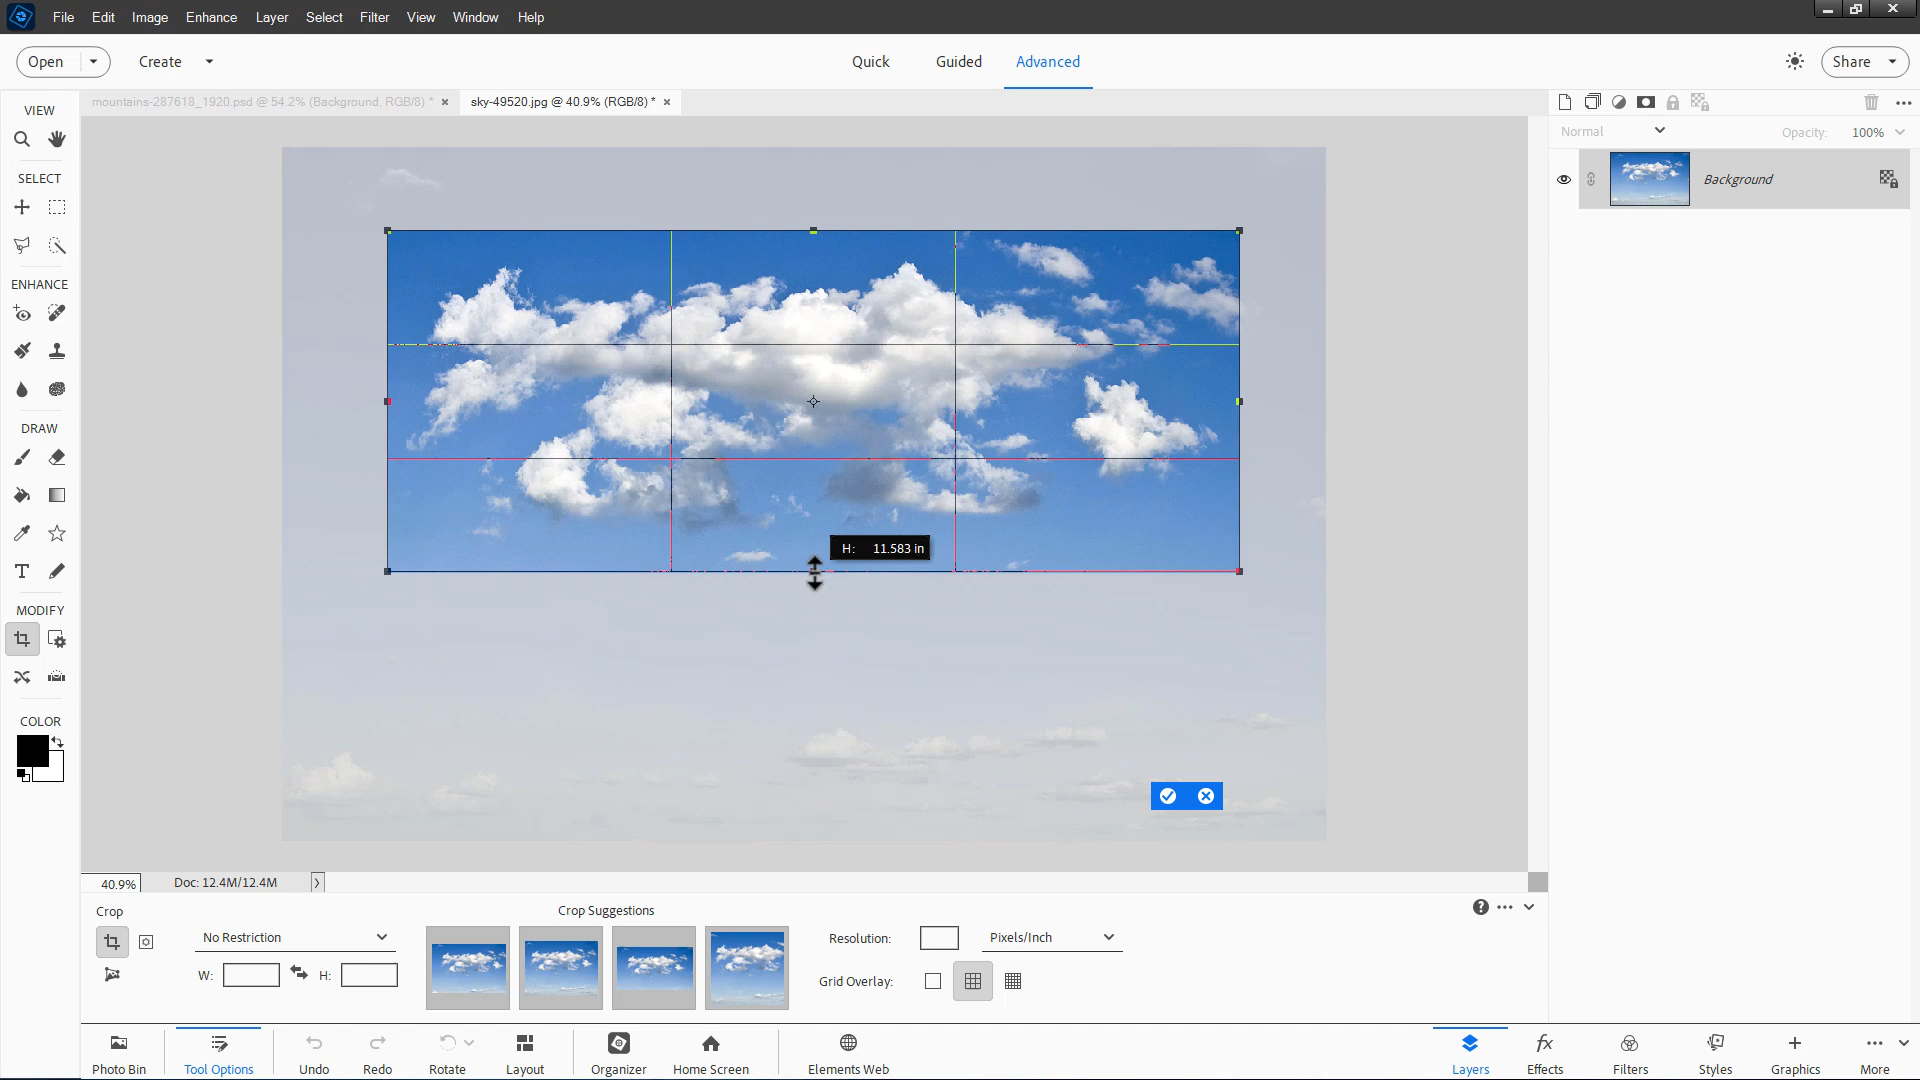 File Edit Image Enhance Layer Select Filter View Window Help
Open Create Quick Guided Advanced Share
VIEW mountains-287618_1920.psd @ 54.2% (Background, RGB/8) * × sky-49520.jpg @ 40.9% (RGB/8) * ×
Normal Opacity: 100%
SELECT Background
ENHANCE
DRAW
H: 11.583 in
MODIFY
COLOR
40.9% Doc: 12.4M/12.4M
Crop Crop Suggestions
No Restriction Resolution: Pixels/Inch
W: H: Grid Overlay:
Photo Bin Tool Options Undo Redo Rotate Layout Organizer Home Screen Elements Web Layers Effects Filters Styles Graphics More